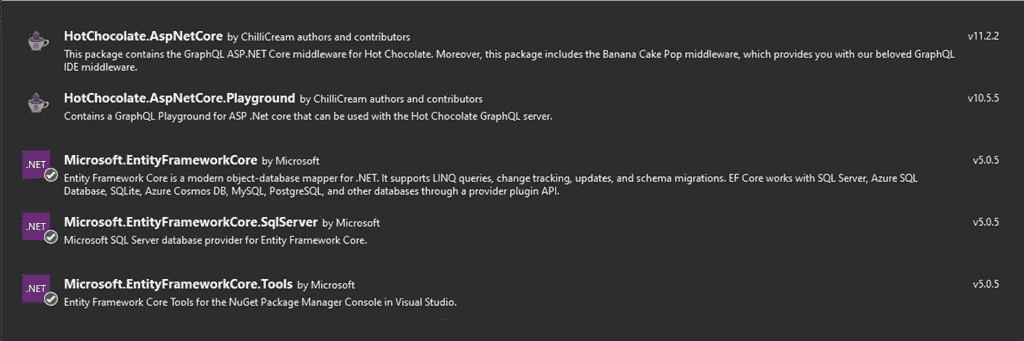 HotChocolate.AspNetCore by ChilliCream authors and contributors v11.2.2
This package contains the GraphQL ASP.NET Core middleware for Hot Chocolate. Moreover, this package includes the Banana Cake Pop middleware, which provides you with our beloved GraphQL
IDE middleware.
HotChocolate.AspNetCore.Playground by ChilliCream authors and contributors v10.5.5
Contains a GraphQL Playground for ASP .Net core that can be used with the Hot Chocolate GraphQL server.
.NET Microsoft.EntityFrameworkCore by Microsoft v5.0.5
Entity Framework Core is a modern object-database mapper for .NET. It supports LINQ queries, change tracking, updates, and schema migrations. EF Core works with SQL Server, Azure SQL
Database, SQLite, Azure Cosmos DB, MySQL, PostgreSQL, and other databases through a provider plugin API.
.NET Microsoft.EntityFrameworkCore.SqlServer by Microsoft v5.0.5
Microsoft SQL Server database provider for Entity Framework Core.
.NET Microsoft.EntityFrameworkCore.Tools by Microsoft v5.0.5
Entity Framework Core Tools for the NuGet Package Manager Console in Visual Studio.